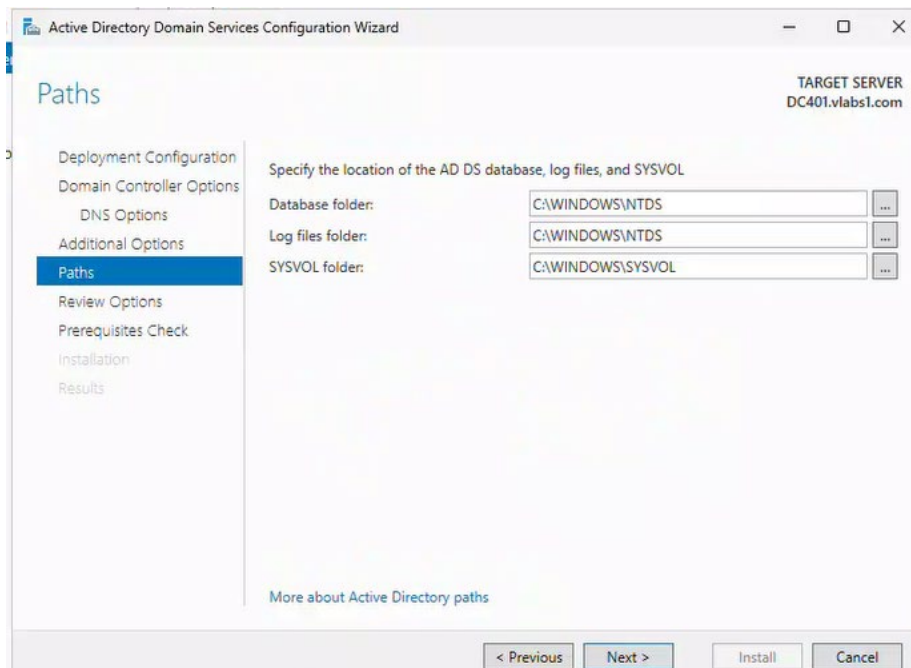 Active Directory Domain Services Configuration Wizard
Paths
TARGET SERVER
DC401.vlabs1.com
Deployment Configuration
Domain Controller Options
DNS Options
Additional Options
Paths
Review Options
Prerequisites Check
Installation
Results
Specify the location of the AD DS database, log files, and SYSVOL
Database folder: C:\WINDOWS\NTDS ...
Log files folder: C:\WINDOWS\NTDS ...
SYSVOL folder: C:\WINDOWS\SYSVOL ...
More about Active Directory paths
< Previous Next > Install Cancel